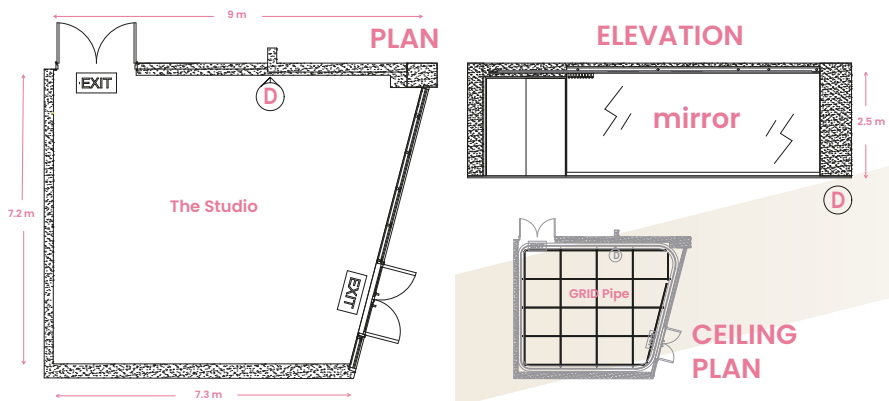 9 m
PLAN
EXIT
D
7.2 m
The Studio
EXIT
7.3 m
ELEVATION
mirror
2.5 m
D
D
GRID Pipe
CEILING
PLAN